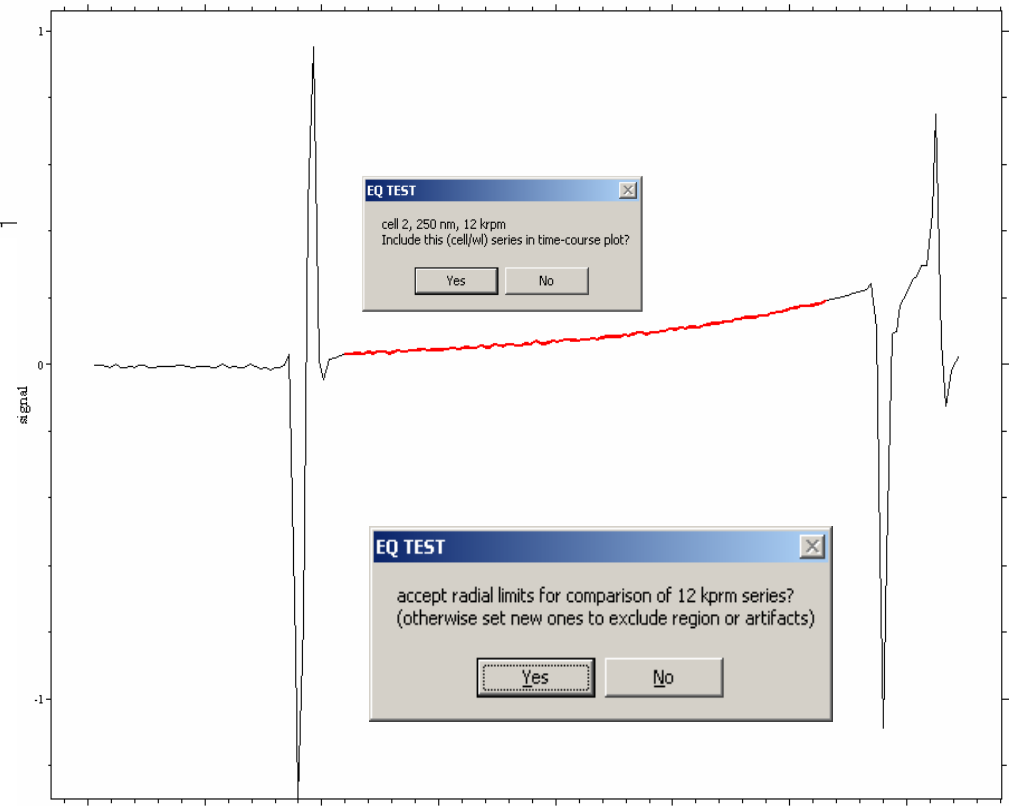 1
EQ TEST
cell 2, 250 nm, 12 krpm
Include this (cell/wl) series in time-course plot?
Yes
No
0
signal
EQ TEST
accept radial limits for comparison of 12 kprm series?
(otherwise set new ones to exclude region or artifacts)
Yes
No
-1